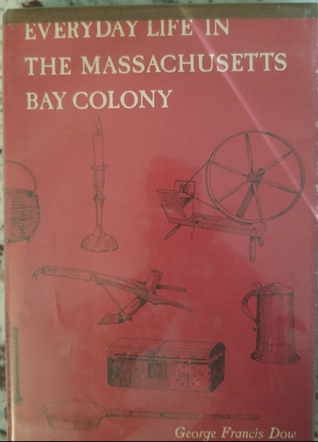 EVERYDAY LIFE IN
THE MASSACHUSETTS
BAY COLONY
George Francis Dow